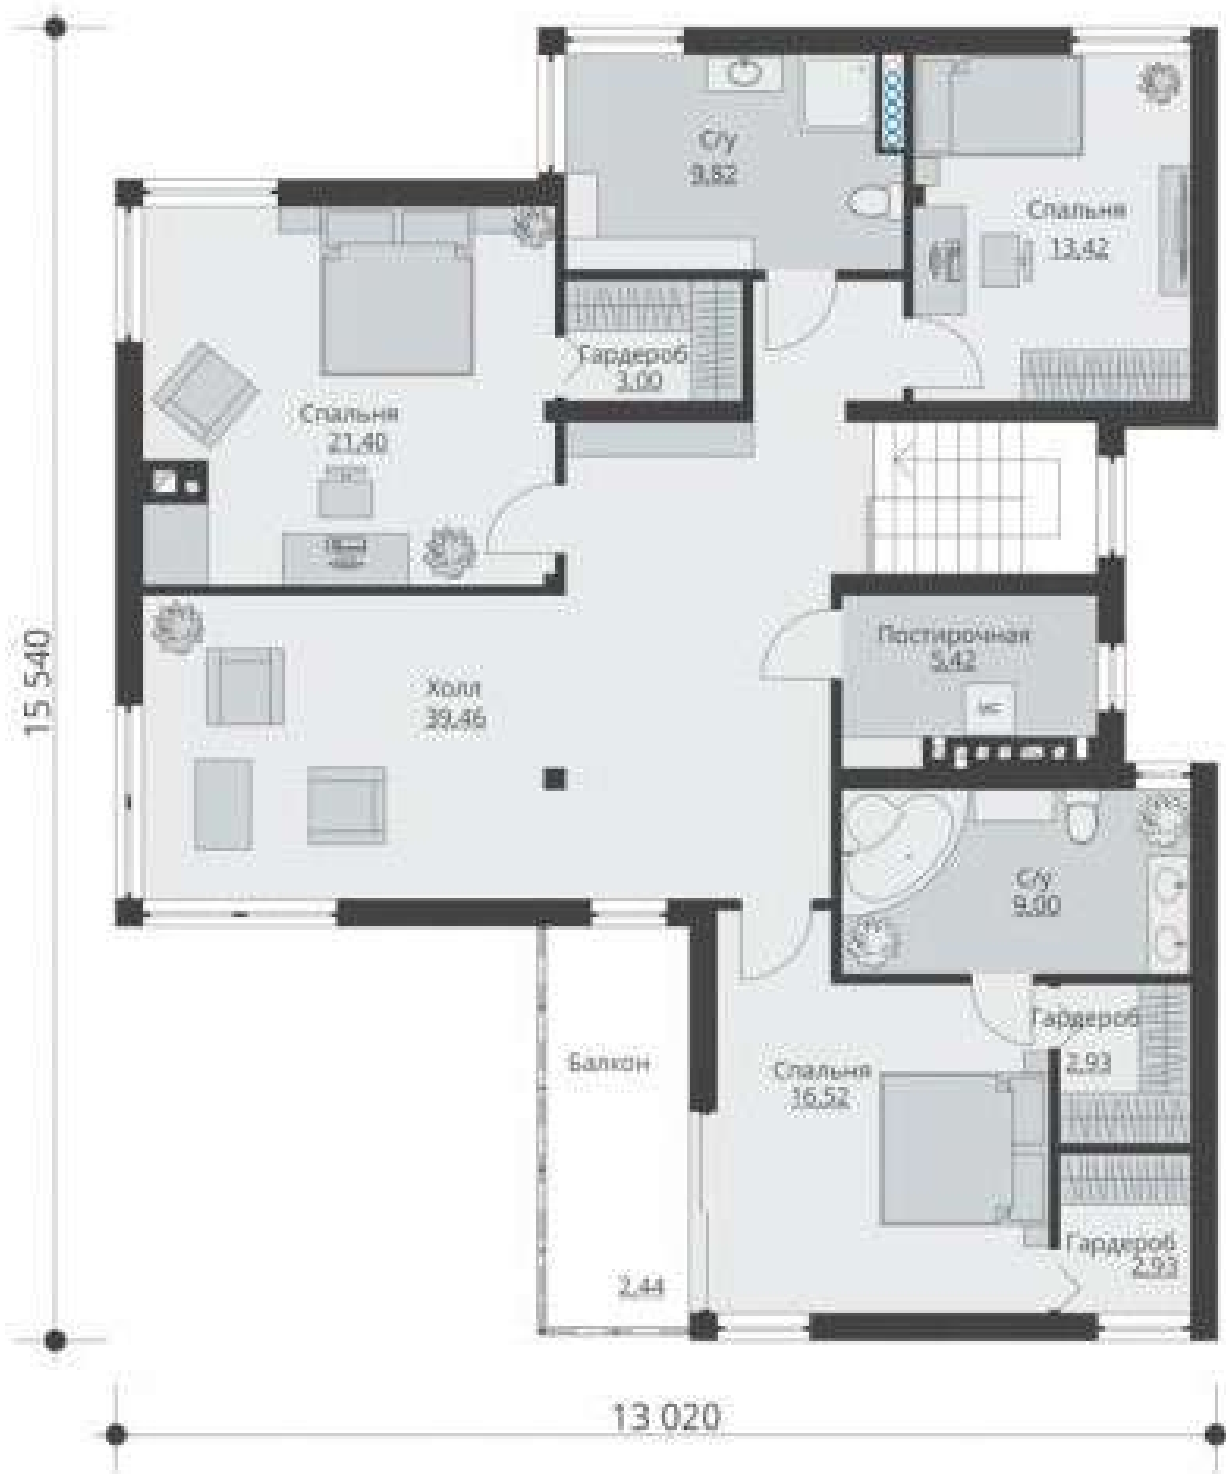 С/у
9.82
Спальня
13.42
Гардероб
3.00
Спальня
21.40
15 540
Постирочная
5.42
Холл
39.46
С/у
9.00
Гардероб
2.93
Балкон
Спальня
16.52
Гардероб
2.93
2.44
13 020